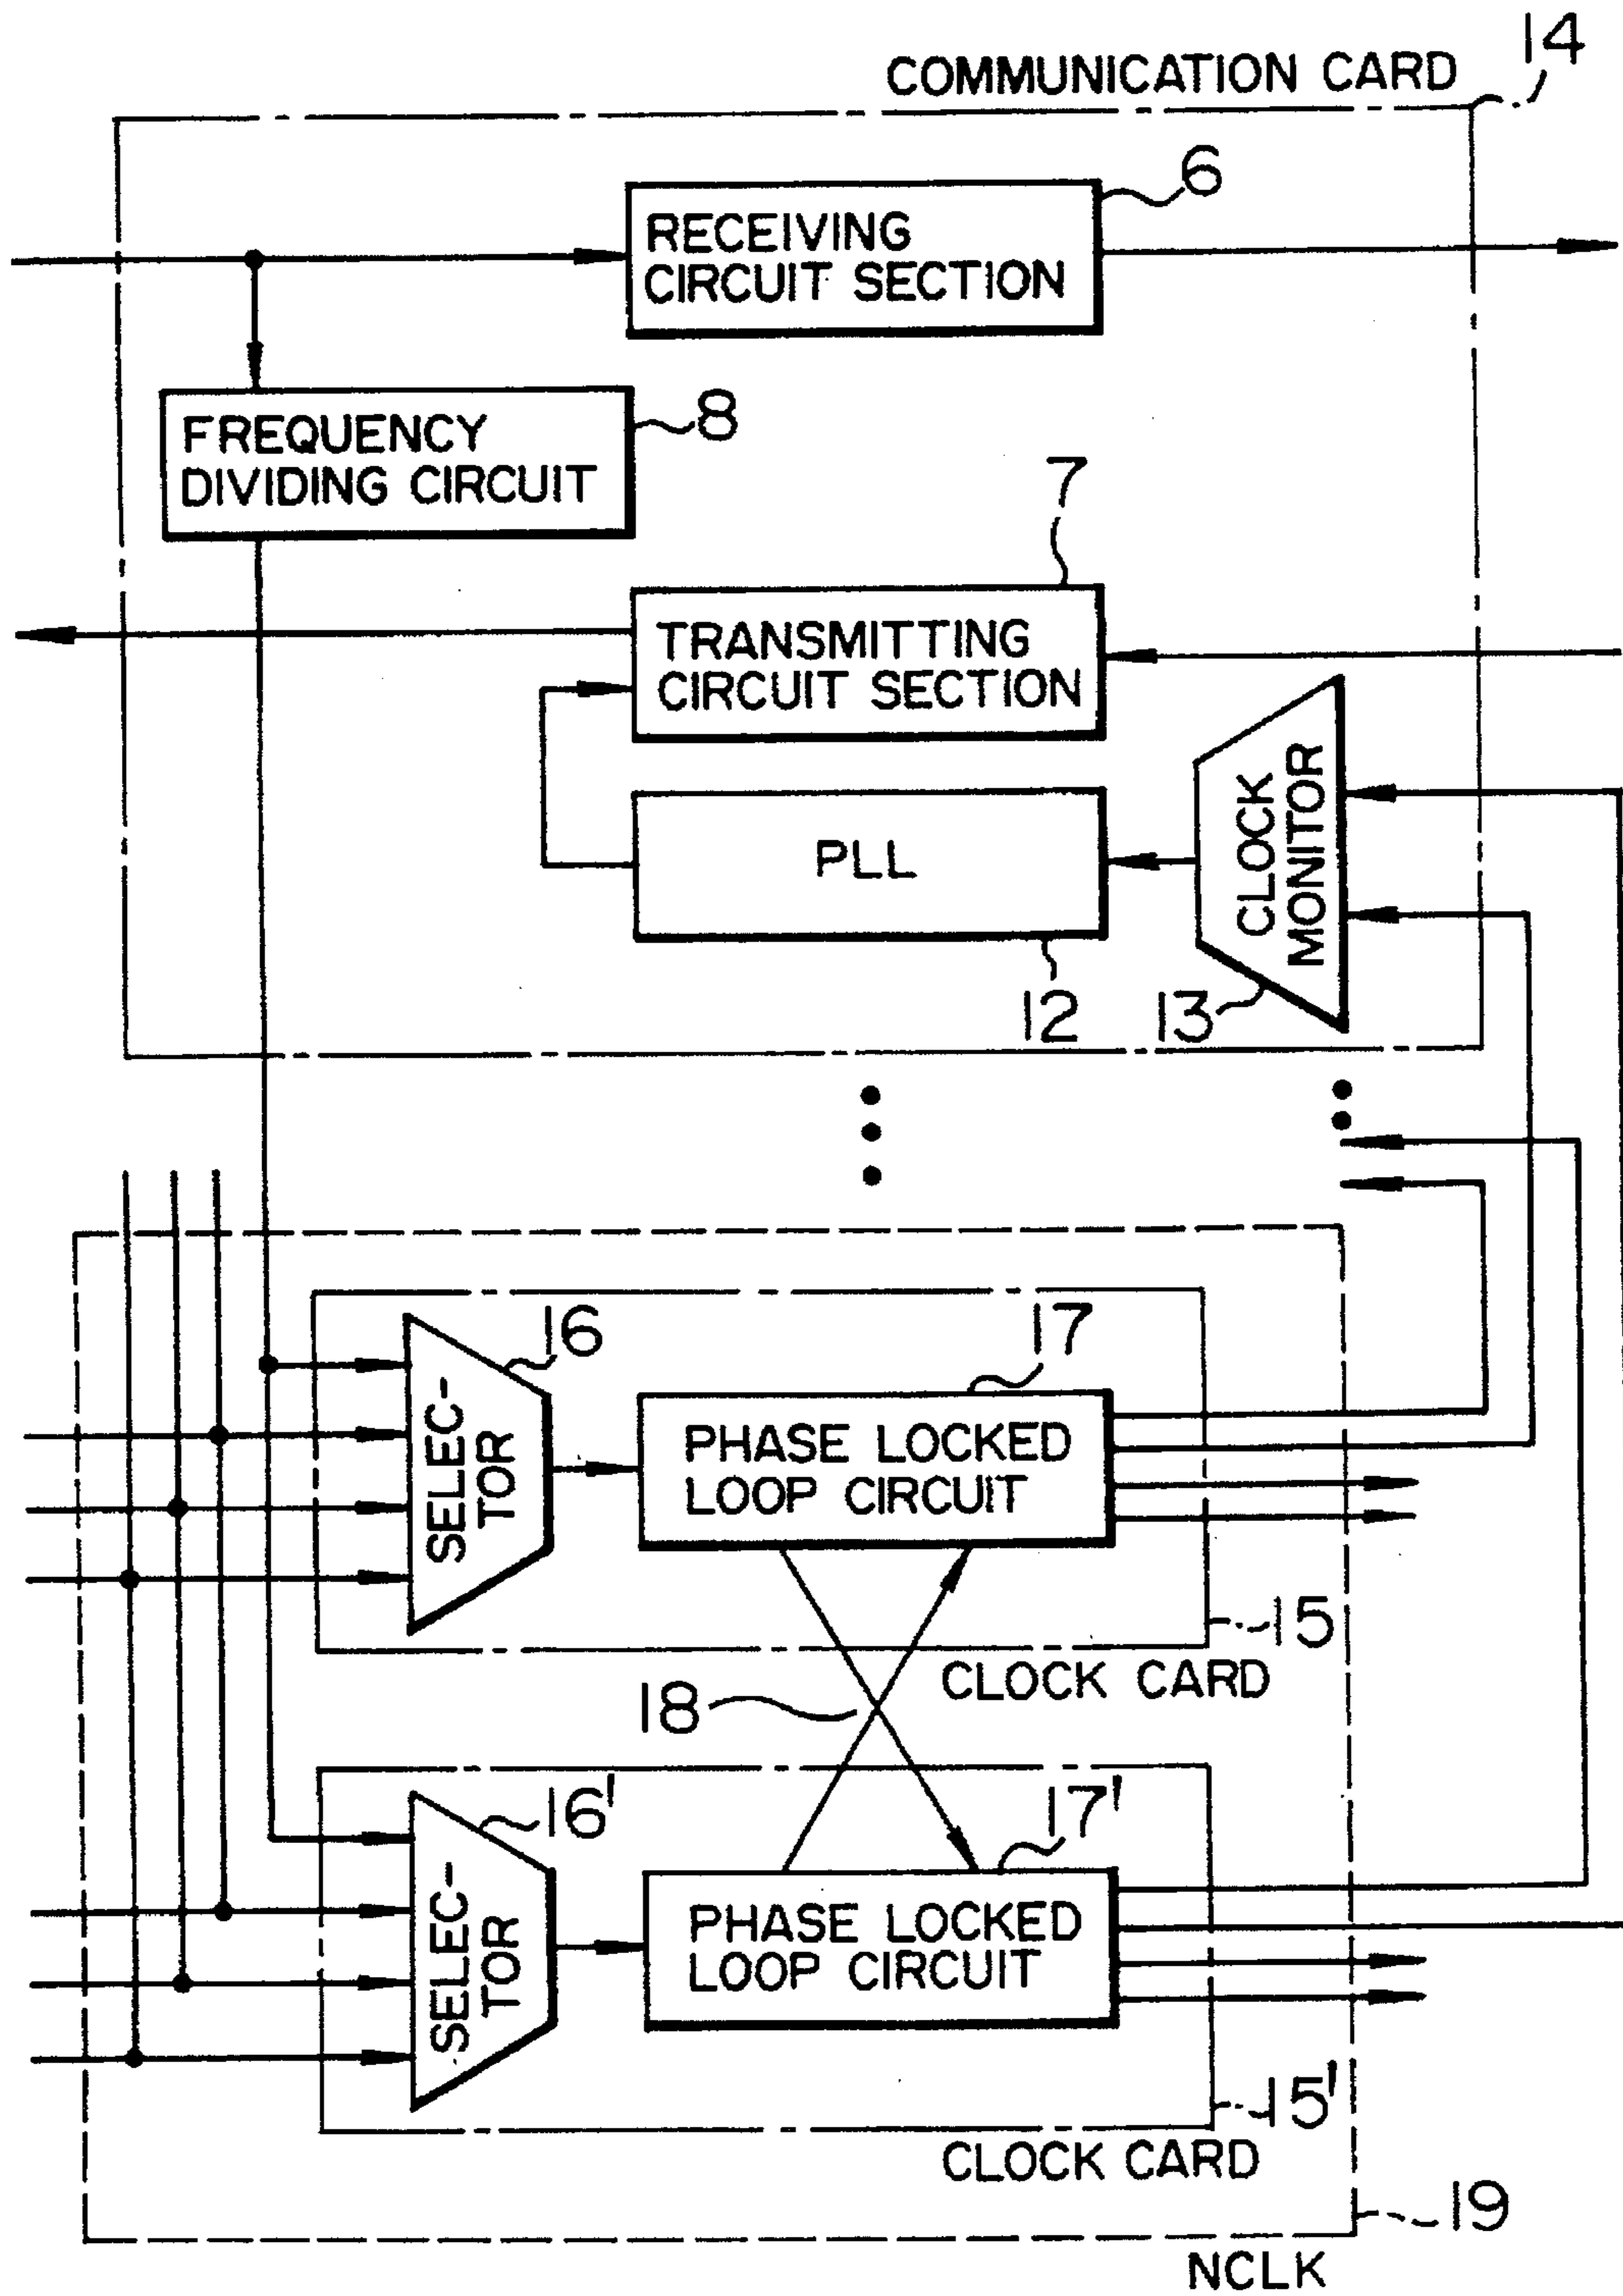 14
COMMUNICATION CARD
6
RECEIVING
CIRCUIT SECTION
8
FREQUENCY
DIVIDING CIRCUIT
7
TRANSMITTING
CIRCUIT SECTION
CLOCK
MONITOR
PLL
12
13
16
17
SELEC-
TOR
PHASE LOCKED
LOOP CIRCUIT
15
CLOCK CARD
18
16'
17'
SELEC-
TOR
PHASE LOCKED
LOOP CIRCUIT
15'
CLOCK CARD
19
NCLK